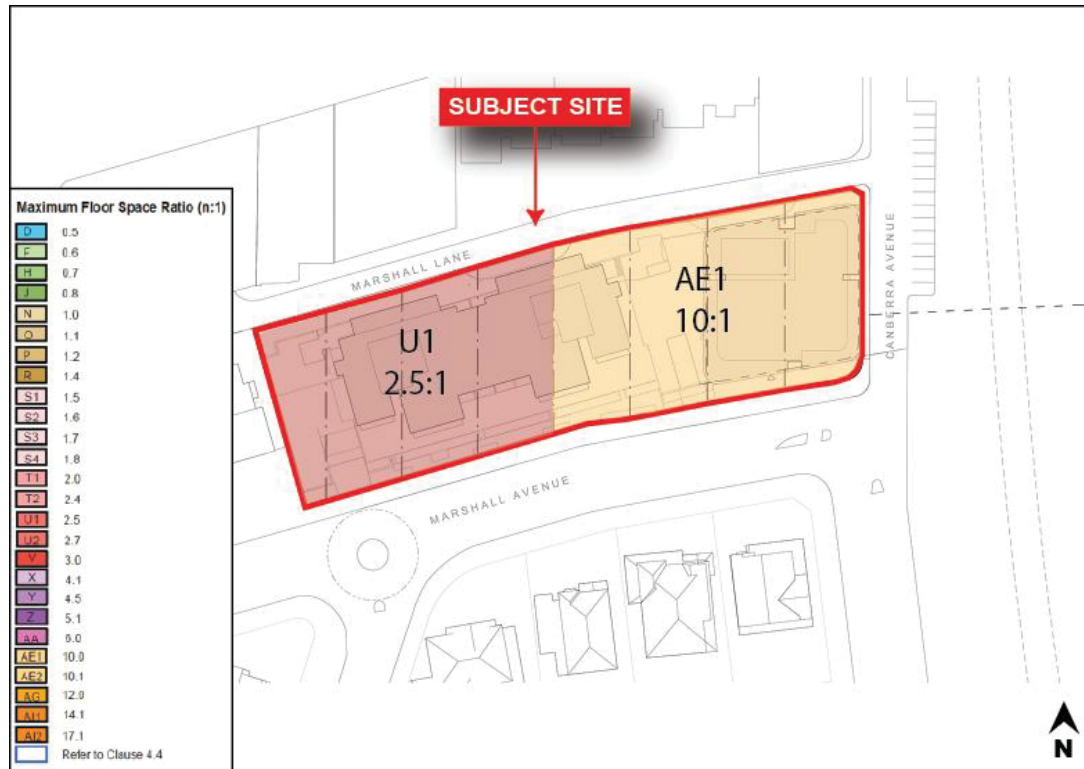 SUBJECT SITE
MARSHALL LANE
CANBERRA AVENUE
AE1
10:1
U1
2.5:1
MARSHALL AVENUE
Maximum Floor Space Ratio (n:1)
D 0.5
F 0.6
H 0.7
J 0.8
N 1.0
O 1.1
P 1.2
R 1.4
S1 1.5
S2 1.6
S3 1.7
S4 1.8
T1 2.0
T2 2.4
U1 2.5
U2 2.7
V 3.0
X 4.1
Y 4.5
Z 5.1
AA 6.0
AE1 10.0
AE2 10.1
AG 12.0
AI1 14.1
AI2 17.1
Refer to Clause 4.4
N